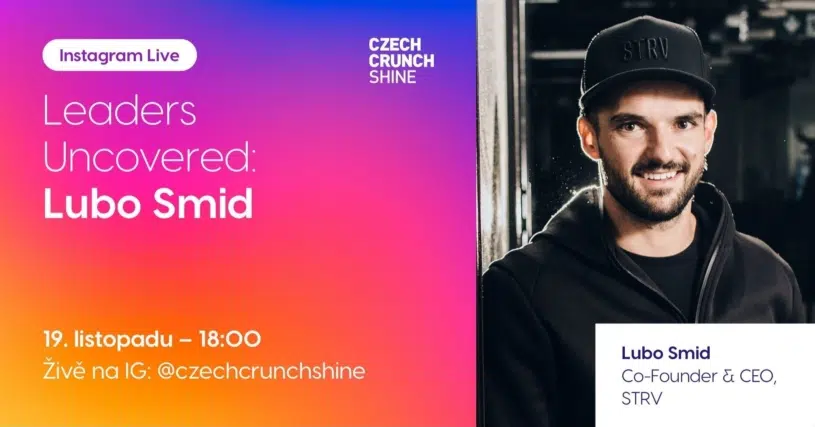 Instagram Live
CZECH
CRUNCH
SHINE
Leaders
Uncovered:
Lubo Smid
19. listopadu – 18:00
Živě na IG: @czechcrunchshine
STRV
Lubo Smid
Co-Founder & CEO,
STRV